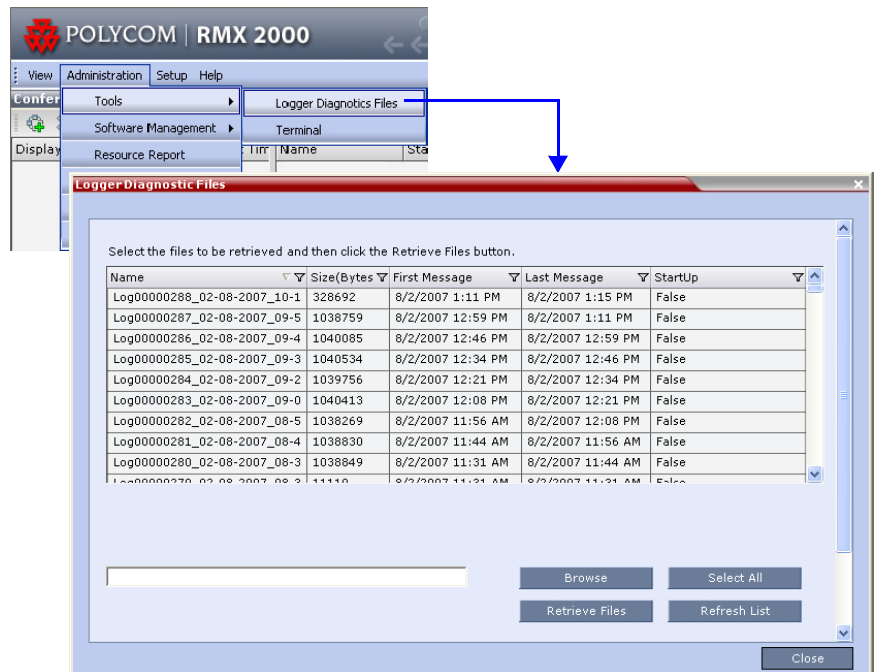 POLYCOM | RMX 2000
View Administration Setup Help
Confer
Tools
Logger Diagnotics Files
Software Management
Terminal
Display
Resource Report
Tim
Name
Sta
Logger Diagnostic Files
Select the files to be retrieved and then click the Retrieve Files button.
Name Size(Bytes First Message Last Message StartUp
Log00000288_02-08-2007_10-1 328692 8/2/2007 1:11 PM 8/2/2007 1:15 PM False
Log00000287_02-08-2007_09-5 1038759 8/2/2007 12:59 PM 8/2/2007 1:11 PM False
Log00000286_02-08-2007_09-4 1040085 8/2/2007 12:46 PM 8/2/2007 12:59 PM False
Log00000285_02-08-2007_09-3 1040534 8/2/2007 12:34 PM 8/2/2007 12:46 PM False
Log00000284_02-08-2007_09-2 1039756 8/2/2007 12:21 PM 8/2/2007 12:34 PM False
Log00000283_02-08-2007_09-0 1040413 8/2/2007 12:08 PM 8/2/2007 12:21 PM False
Log00000282_02-08-2007_08-5 1038269 8/2/2007 11:56 AM 8/2/2007 12:08 PM False
Log00000281_02-08-2007_08-4 1038830 8/2/2007 11:44 AM 8/2/2007 11:56 AM False
Log00000280_02-08-2007_08-3 1038849 8/2/2007 11:31 AM 8/2/2007 11:44 AM False
Browse Select All
Retrieve Files Refresh List
Close